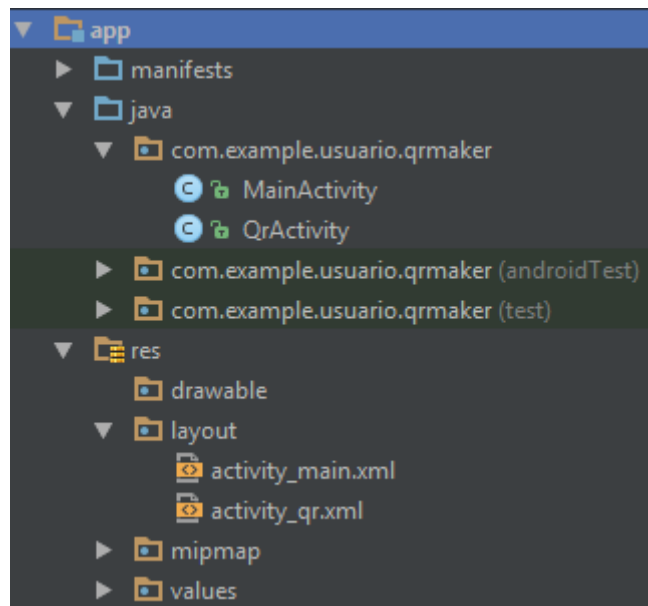 app
manifests
java
com.example.usuario.qrmaker
C MainActivity
C QrActivity
com.example.usuario.qrmaker (androidTest)
com.example.usuario.qrmaker (test)
res
drawable
layout
activity_main.xml
activity_qr.xml
mipmap
values